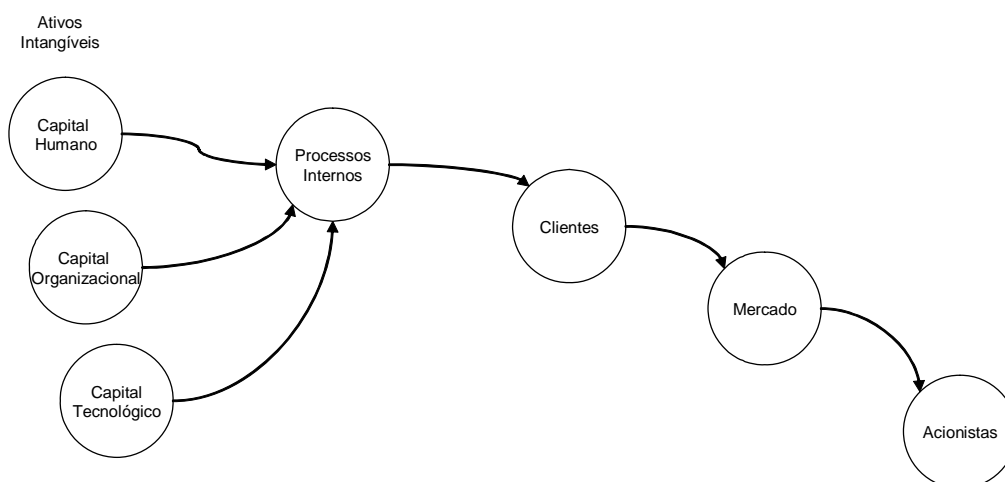 Ativos
Intangíveis
Capital
Humano
Processos
Internos
Clientes
Capital
Organizacional
Mercado
Capital
Tecnológico
Acionistas